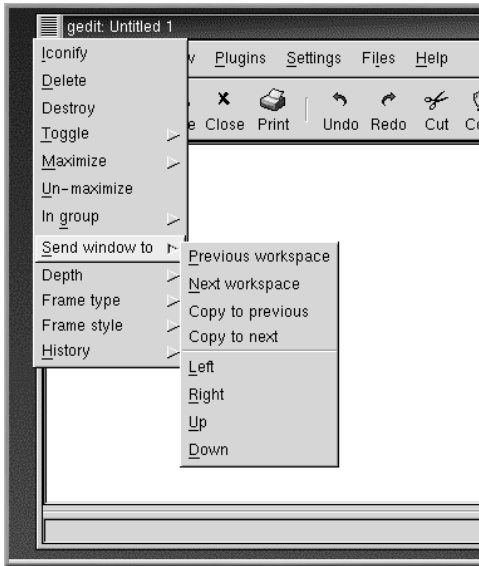 gedit: Untitled 1
Plugins Settings Files Help
Close Print Undo Redo Cut
Iconify
Delete
Destroy
Toggle
Maximize
Un-maximize
In group
Send window to
Depth
Frame type
Frame style
History
Previous workspace
Next workspace
Copy to previous
Copy to next
Left
Right
Up
Down